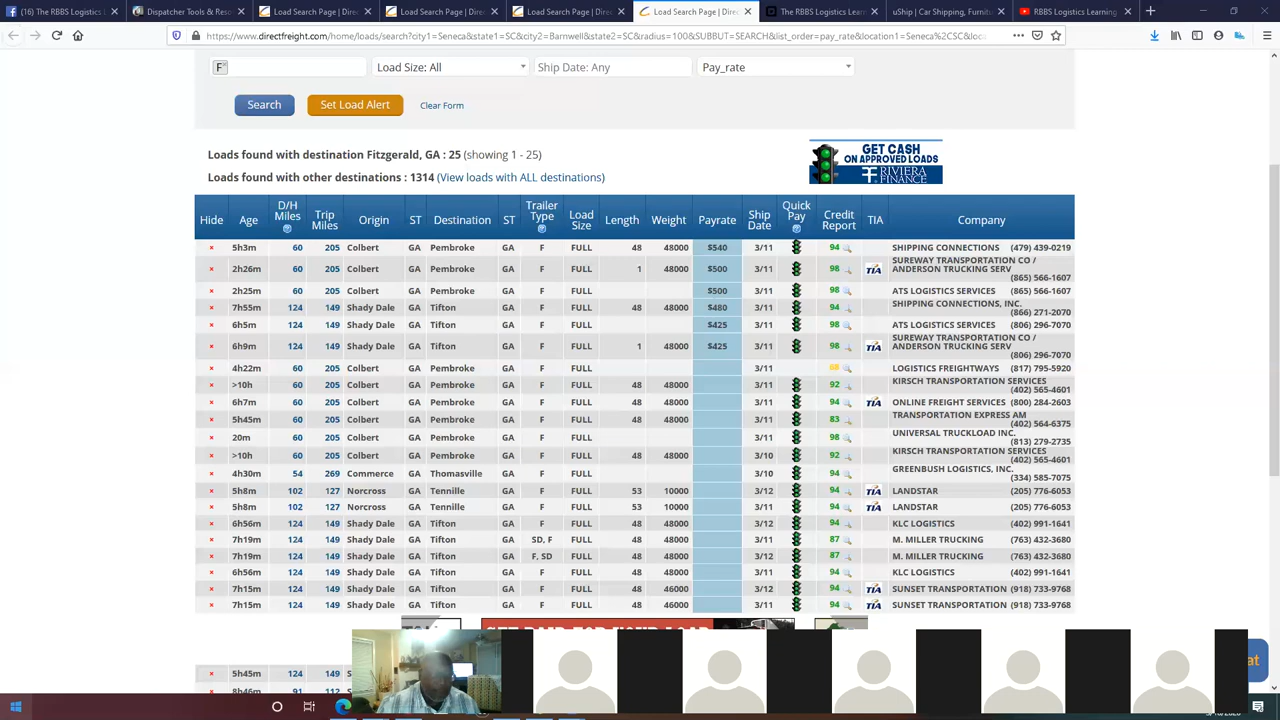 (16) The RBBS Logistics L
Dispatcher Tools & Resou
Load Search Page | Direc
Load Search Page | Direc
Load Search Page | Direc
Load Search Page | Direc
The RBBS Logistics Learn
uShip | Car Shipping, Furnitu
RBBS Logistics Learning
https://www.directfreight.com/home/loads/search?city1=Seneca&state1=SC&city2=Barnwell&state2=SC&radius=100&SUBBUT=SEARCH&list_order=pay_rate&location1=Seneca%2CSC&loc
F Load Size: All Ship Date: Any Pay_rate
Search Set Load Alert Clear Form
Loads found with destination Fitzgerald, GA : 25 (showing 1 - 25)
Loads found with other destinations : 1314 (View loads with ALL destinations)
GET CASH
ON APPROVED LOADS
RIVIERA
FINANCE
Hide Age D/H Miles Trip Miles Origin ST Destination ST Trailer Type Load Size Length Weight Payrate Ship Date Quick Pay Credit Report TIA Company
x 5h3m 60 205 Colbert GA Pembroke GA F FULL 48 48000 $540 3/11 94 SHIPPING CONNECTIONS (479) 439-0219
x 2h26m 60 205 Colbert GA Pembroke GA F FULL 1 48000 $500 3/11 98 TIA SUREWAY TRANSPORTATION CO / ANDERSON TRUCKING SERV (865) 566-1607
x 2h25m 60 205 Colbert GA Pembroke GA F FULL $500 3/11 98 ATS LOGISTICS SERVICES (865) 566-1607
x 7h55m 124 149 Shady Dale GA Tifton GA F FULL 48 48000 $480 3/11 94 SHIPPING CONNECTIONS, INC. (866) 271-2070
x 6h5m 124 149 Shady Dale GA Tifton GA F FULL $425 3/11 98 ATS LOGISTICS SERVICES (806) 296-7070
x 6h9m 124 149 Shady Dale GA Tifton GA F FULL 1 48000 $425 3/11 98 TIA SUREWAY TRANSPORTATION CO / ANDERSON TRUCKING SERV (806) 296-7070
x 4h22m 60 205 Colbert GA Pembroke GA F FULL 3/11 LOGISTICS FREIGHTWAYS (817) 795-5920
x >10h 60 205 Colbert GA Pembroke GA F FULL 48 48000 3/11 92 KIRSCH TRANSPORTATION SERVICES (402) 565-4601
x 6h7m 60 205 Colbert GA Pembroke GA F FULL 48 48000 3/11 94 TIA ONLINE FREIGHT SERVICES (800) 284-2603
x 5h45m 60 205 Colbert GA Pembroke GA F FULL 48 48000 3/11 83 TRANSPORTATION EXPRESS AM (402) 564-6375
x 20m 60 205 Colbert GA Pembroke GA F FULL 3/11 98 UNIVERSAL TRUCKLOAD INC. (813) 279-2735
x >10h 60 205 Colbert GA Pembroke GA F FULL 48 48000 3/10 92 KIRSCH TRANSPORTATION SERVICES (402) 565-4601
x 4h30m 54 269 Commerce GA Thomasville GA F FULL 3/10 94 GREENBUSH LOGISTICS, INC. (334) 585-7075
x 5h8m 102 127 Norcross GA Tennille GA F FULL 53 10000 3/12 94 TIA LANDSTAR (205) 776-6053
x 5h8m 102 127 Norcross GA Tennille GA F FULL 53 10000 3/11 94 TIA LANDSTAR (205) 776-6053
x 6h56m 124 149 Shady Dale GA Tifton GA F FULL 48 48000 3/12 94 KLC LOGISTICS (402) 991-1641
x 7h19m 124 149 Shady Dale GA Tifton GA SD, F FULL 48 48000 3/11 87 M. MILLER TRUCKING (763) 432-3680
x 7h19m 124 149 Shady Dale GA Tifton GA F, SD FULL 48 48000 3/12 87 M. MILLER TRUCKING (763) 432-3680
x 6h56m 124 149 Shady Dale GA Tifton GA F FULL 48 48000 3/11 94 KLC LOGISTICS (402) 991-1641
x 7h15m 124 149 Shady Dale GA Tifton GA F FULL 48 46000 3/12 94 TIA SUNSET TRANSPORTATION (918) 733-9768
x 7h15m 124 149 Shady Dale GA Tifton GA F FULL 48 46000 3/11 94 TIA SUNSET TRANSPORTATION (918) 733-9768
x 5h45m 124 149 S
x 8h46m 91 112
at